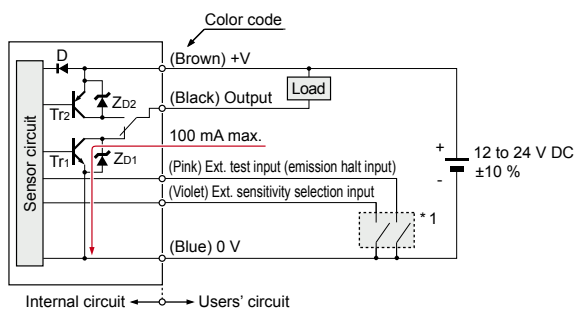 Color code
D
(Brown) +V
Load
ZD2
(Black) Output
Tr2
100 mA max.
Sensor circuit
Tr1
ZD1
(Pink) Ext. test input (emission halt input)
+
12 to 24 V DC
±10 %
-
(Violet) Ext. sensitivity selection input
* 1
(Blue) 0 V
Internal circuit
Users' circuit